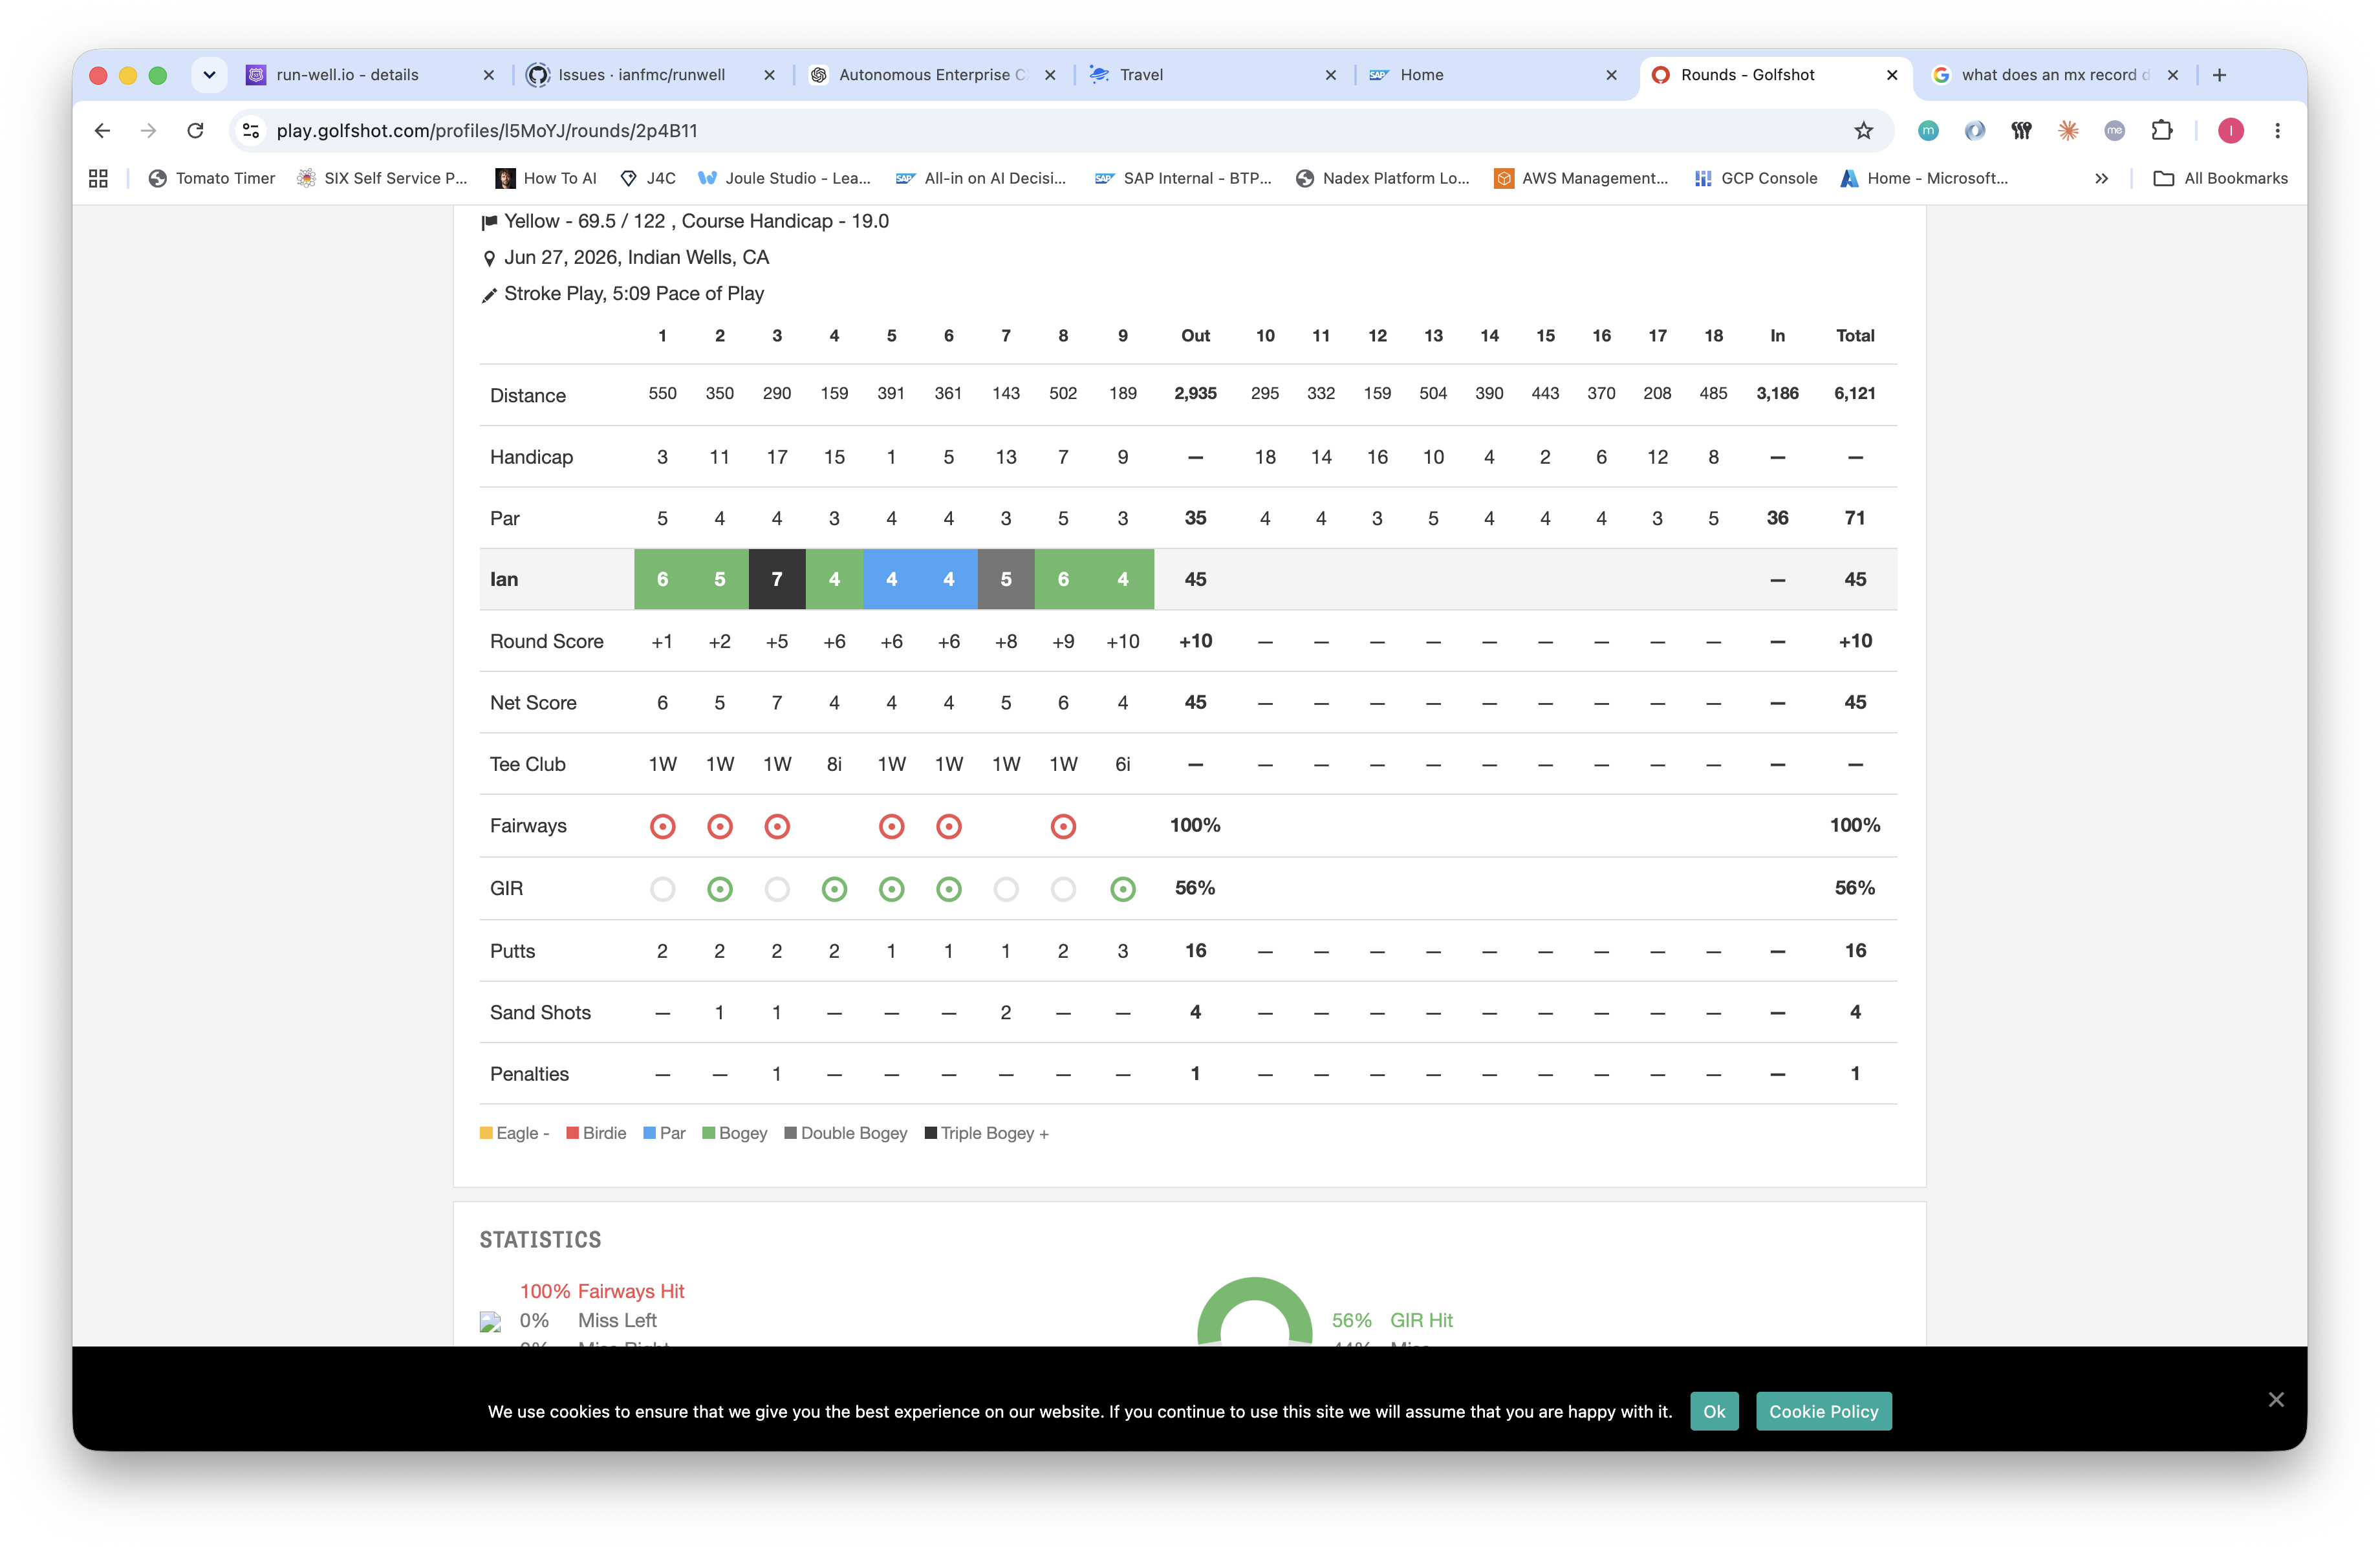 run-well.io - details
Issues · ianfmc/runwell
Autonomous Enterprise C
Travel
Home
Rounds - Golfshot
what does an mx record d
play.golfshot.com/profiles/l5MoYJ/rounds/2p4B11
m
me
I
Tomato Timer
SIX Self Service P...
How To AI
J4C
Joule Studio - Lea...
SAP All-in on AI Decisi...
SAP SAP Internal - BTP...
Nadex Platform Lo...
AWS Management...
GCP Console
Home - Microsoft...
All Bookmarks
Yellow - 69.5 / 122 , Course Handicap - 19.0
Jun 27, 2026, Indian Wells, CA
Stroke Play, 5:09 Pace of Play
1 2 3 4 5 6 7 8 9 Out 10 11 12 13 14 15 16 17 18 In Total
Distance 550 350 290 159 391 361 143 502 189 2,935 295 332 159 504 390 443 370 208 485 3,186 6,121
Handicap 3 11 17 15 1 5 13 7 9 — 18 14 16 10 4 2 6 12 8 — —
Par 5 4 4 3 4 4 3 5 3 35 4 4 3 5 4 4 4 3 5 36 71
Ian 6 5 7 4 4 4 5 6 4 45 — 45
Round Score +1 +2 +5 +6 +6 +6 +8 +9 +10 +10 — — — — — — — — — — +10
Net Score 6 5 7 4 4 4 5 6 4 45 — — — — — — — — — — 45
Tee Club 1W 1W 1W 8i 1W 1W 1W 1W 6i — — — — — — — — — — — —
Fairways 100% 100%
GIR 56% 56%
Putts 2 2 2 2 1 1 1 2 3 16 — — — — — — — — — — 16
Sand Shots — 1 1 — — — 2 — — 4 — — — — — — — — — — 4
Penalties — — 1 — — — — — — 1 — — — — — — — — — — 1
Eagle - Birdie Par Bogey Double Bogey Triple Bogey +
STATISTICS
100% Fairways Hit
0% Miss Left
56% GIR Hit
0% Miss Right
44% Miss
We use cookies to ensure that we give you the best experience on our website. If you continue to use this site we will assume that you are happy with it.
Ok
Cookie Policy